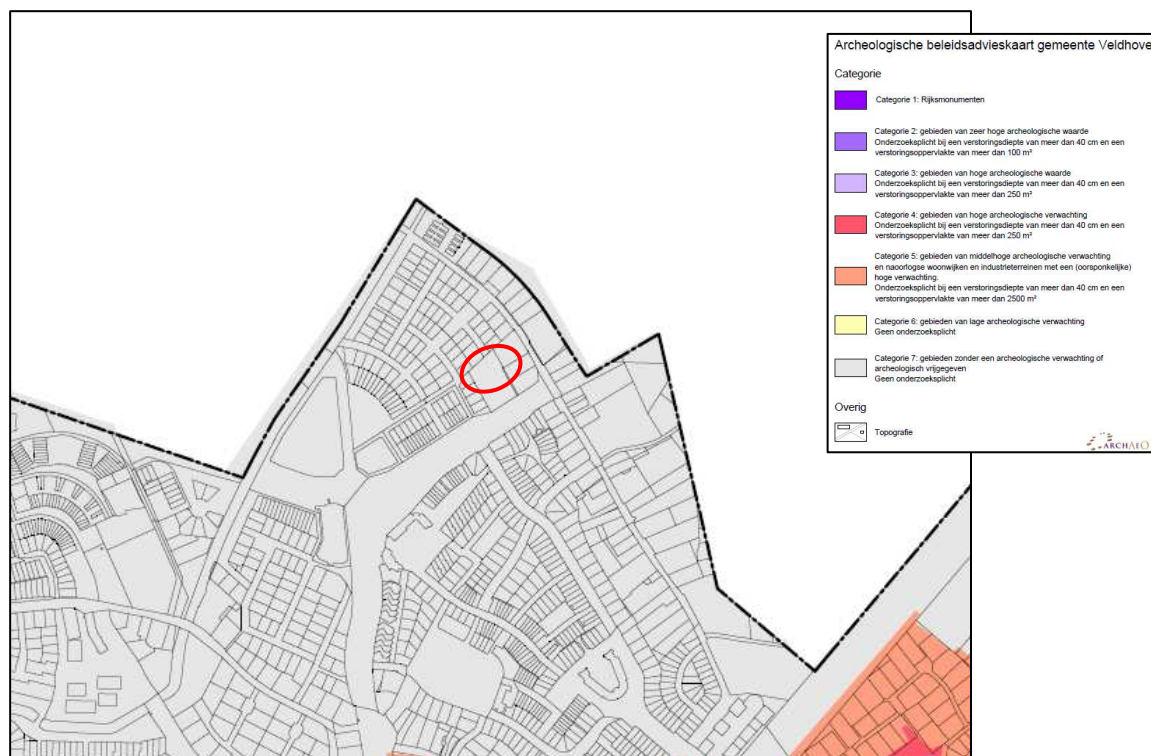 Archeologische beleidsadvieskaart gemeente Veldhove
Categorie
Categorie 1: Rijksmonumenten
Categorie 2: gebieden van zeer hoge archeologische waarde
Onderzoeksplicht bij een verstoringsdiepte van meer dan 40 cm en een
verstoringsoppervlakte van meer dan 100 m²
Categorie 3: gebieden van hoge archeologische waarde
Onderzoeksplicht bij een verstoringsdiepte van meer dan 40 cm en een
verstoringsoppervlakte van meer dan 250 m²
Categorie 4: gebieden van hoge archeologische verwachting
Onderzoeksplicht bij een verstoringsdiepte van meer dan 40 cm en een
verstoringsoppervlakte van meer dan 250 m²
Categorie 5: gebieden van middelhoge archeologische verwachting
en naoorlogse woonwijken en industrieterreinen met een (oorsponkelijke)
hoge verwachting.
Onderzoeksplicht bij een verstoringsdiepte van meer dan 40 cm en een
verstoringsoppervlakte van meer dan 2500 m²
Categorie 6: gebieden van lage archeologische verwachting
Geen onderzoeksplicht
Categorie 7: gebieden zonder een archeologische verwachting of
archeologisch vrijgegeven
Geen onderzoeksplicht
Overig
Topografie
ARCHAEO